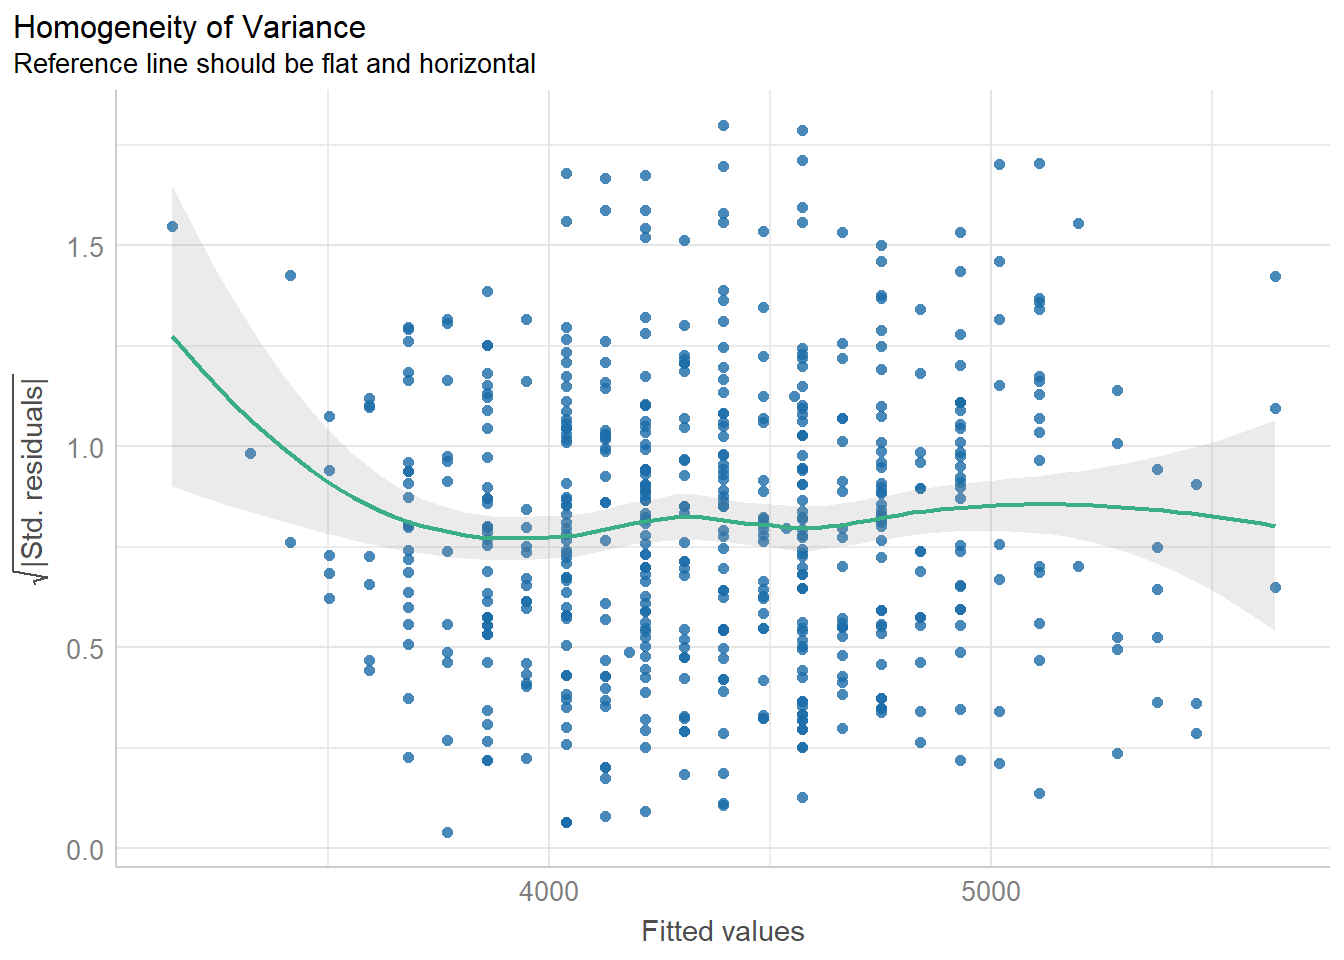 Homogeneity of Variance
Reference line should be flat and horizontal
√|Std. residuals|
1.5
1.0
0.5
0.0
4000
5000
Fitted values